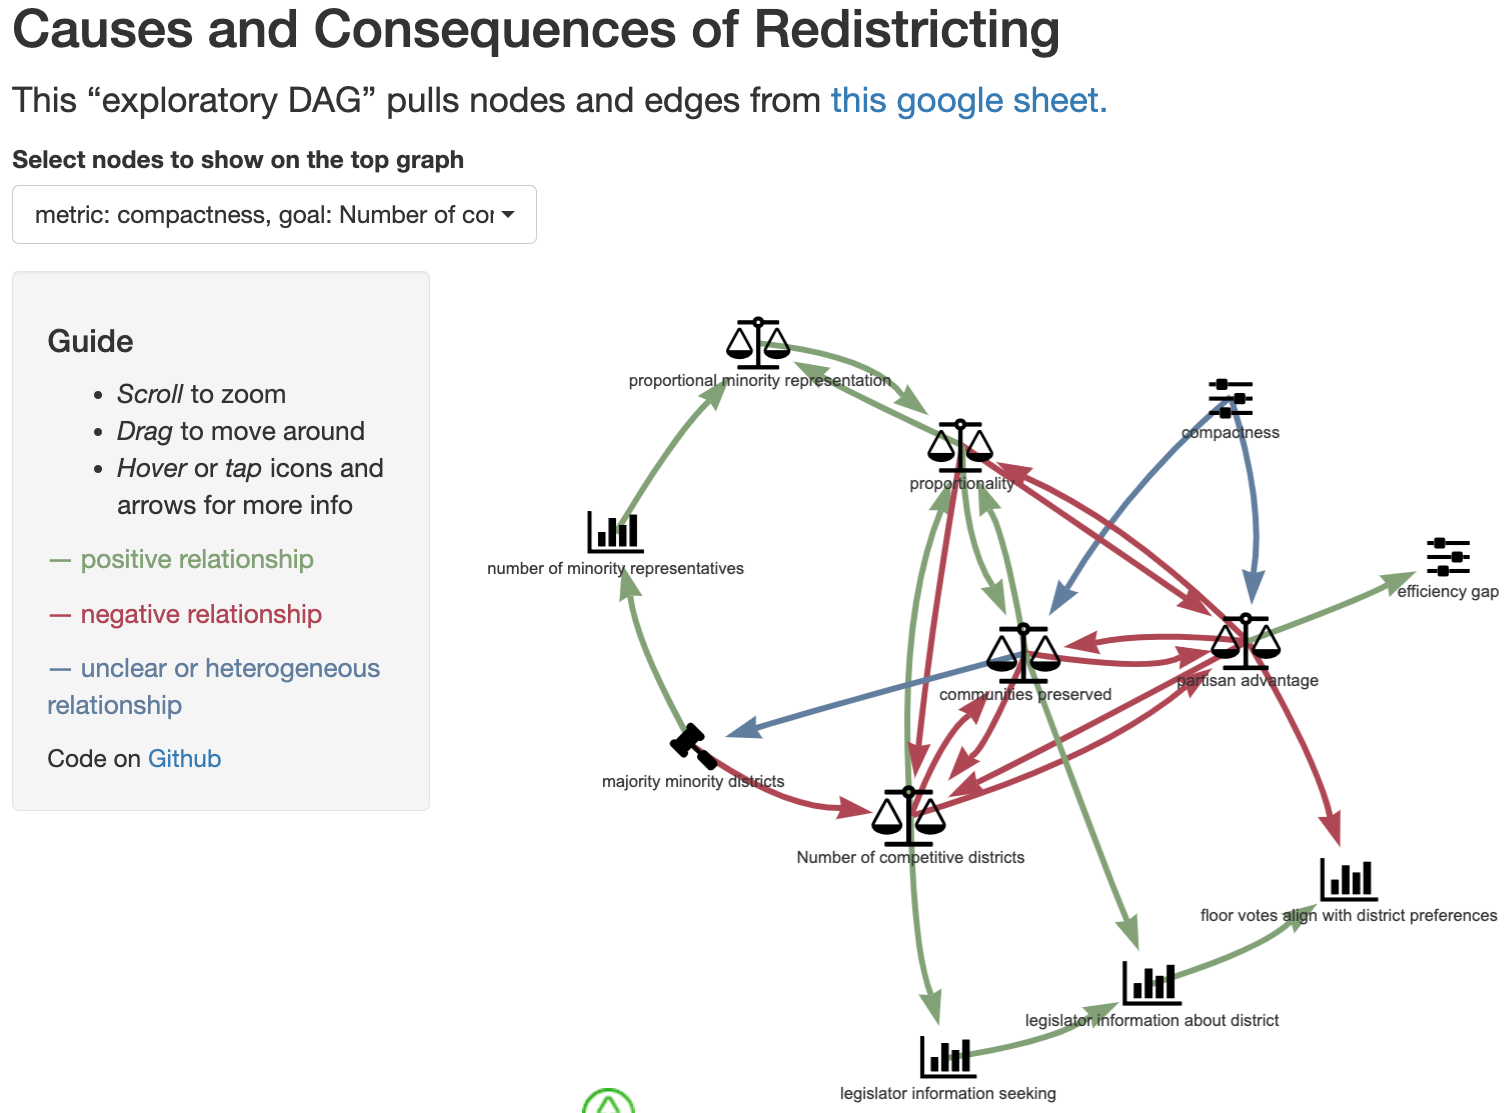 Causes and Consequences of Redistricting
This “exploratory DAG” pulls nodes and edges from this google sheet.
Select nodes to show on the top graph
metric: compactness, goal: Number of cor
Guide
Scroll to zoom
Drag to move around
Hover or tap icons and
arrows for more info
— positive relationship
— negative relationship
— unclear or heterogeneous
relationship
Code on Github
proportional minority representation
compactness
proportionality
number of minority representatives
efficiency gap
partisan advantage
communities preserved
majority minority districts
Number of competitive districts
floor votes align with district preferences
legislator information about district
legislator information seeking